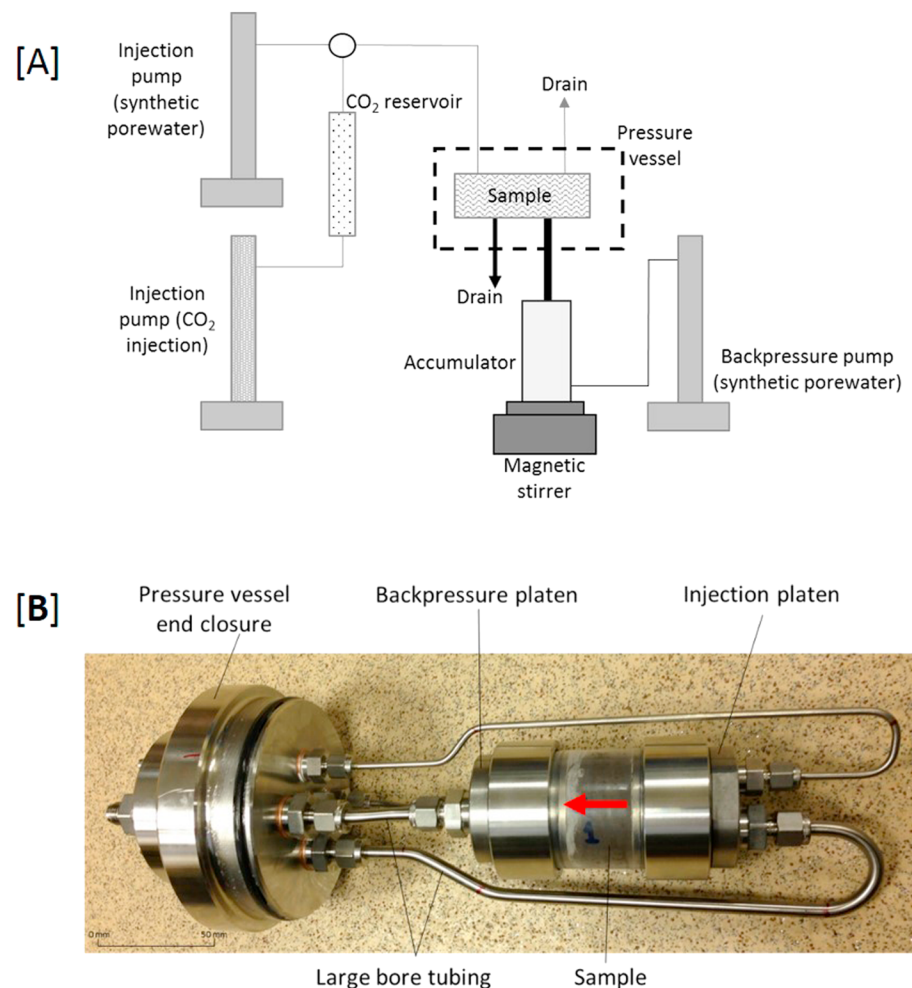 [A]
Injection
pump
(synthetic
porewater)
CO₂ reservoir
Drain
Pressure
vessel
Sample
Injection
pump (CO₂
injection)
Drain
Accumulator
Backpressure pump
(synthetic porewater)
Magnetic
stirrer
[B]
Pressure vessel
end closure
Backpressure platen
Injection platen
1
0 mm
50 mm
Large bore tubing
Sample